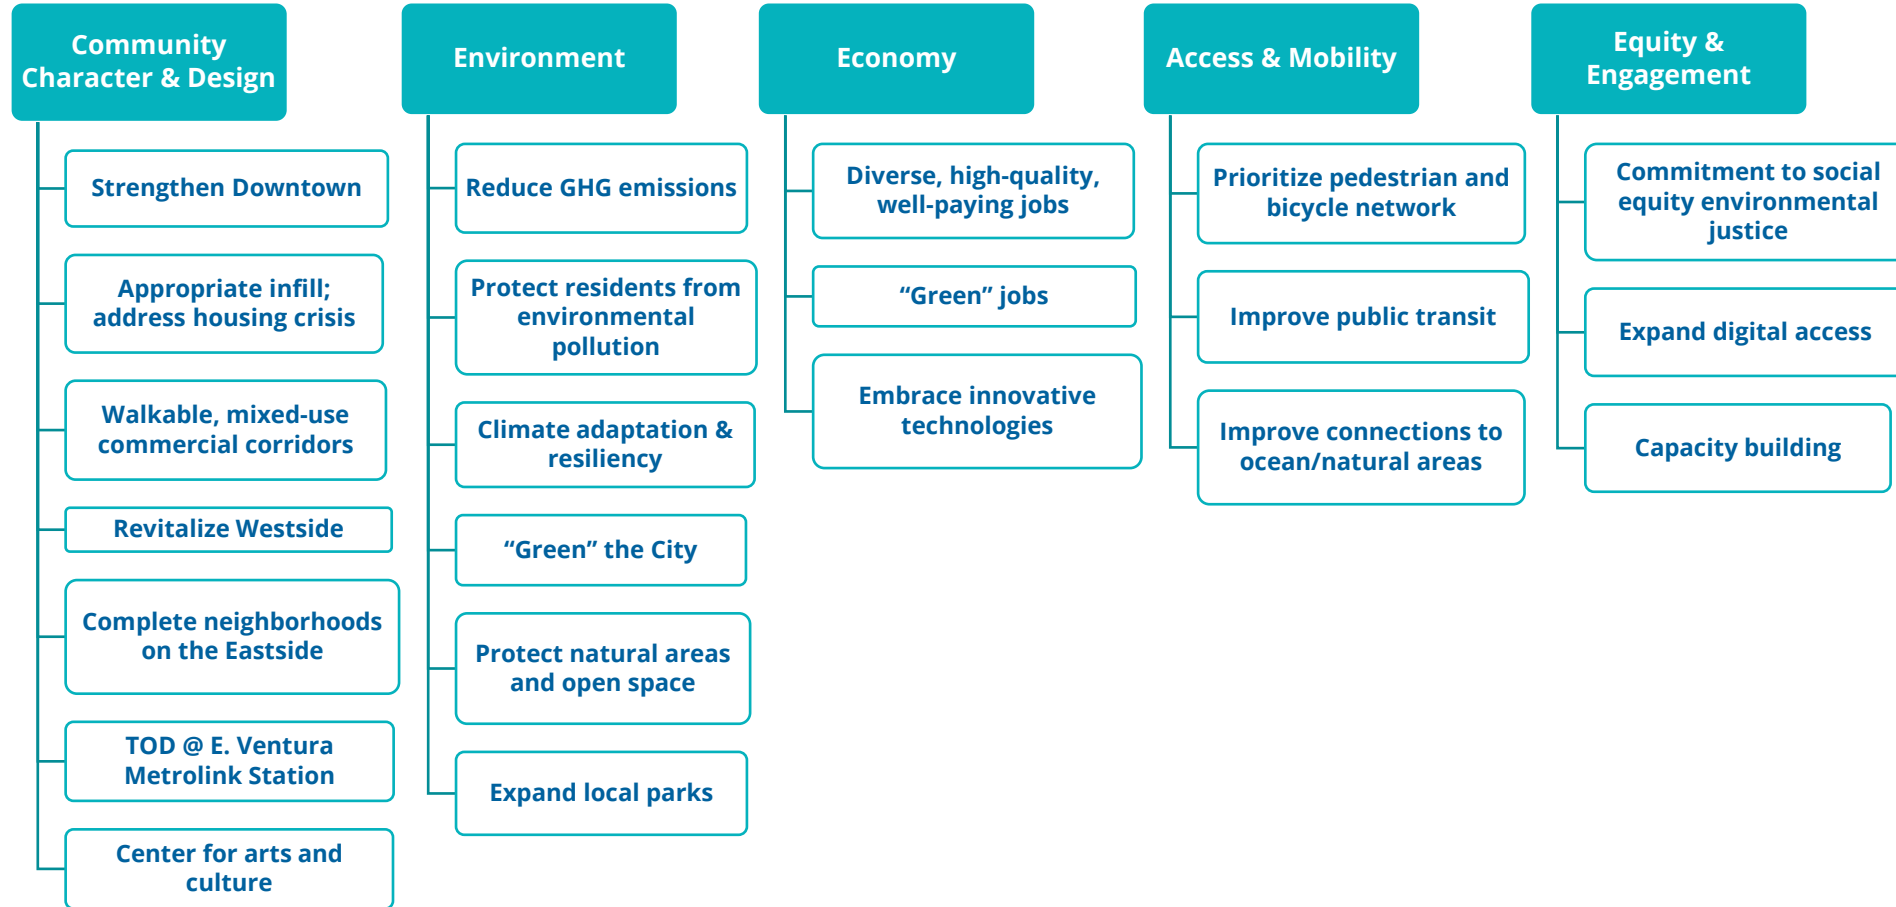 Community
Character & Design
Strengthen Downtown
Appropriate infill;
address housing crisis
Walkable, mixed-use
commercial corridors
Revitalize Westside
Complete neighborhoods
on the Eastside
TOD @ E. Ventura
Metrolink Station
Center for arts and
culture
Environment
Reduce GHG emissions
Protect residents from
environmental
pollution
Climate adaptation &
resiliency
“Green” the City
Protect natural areas
and open space
Expand local parks
Economy
Diverse, high-quality,
well-paying jobs
“Green” jobs
Embrace innovative
technologies
Access & Mobility
Prioritize pedestrian and
bicycle network
Improve public transit
Improve connections to
ocean/natural areas
Equity &
Engagement
Commitment to social
equity environmental
justice
Expand digital access
Capacity building